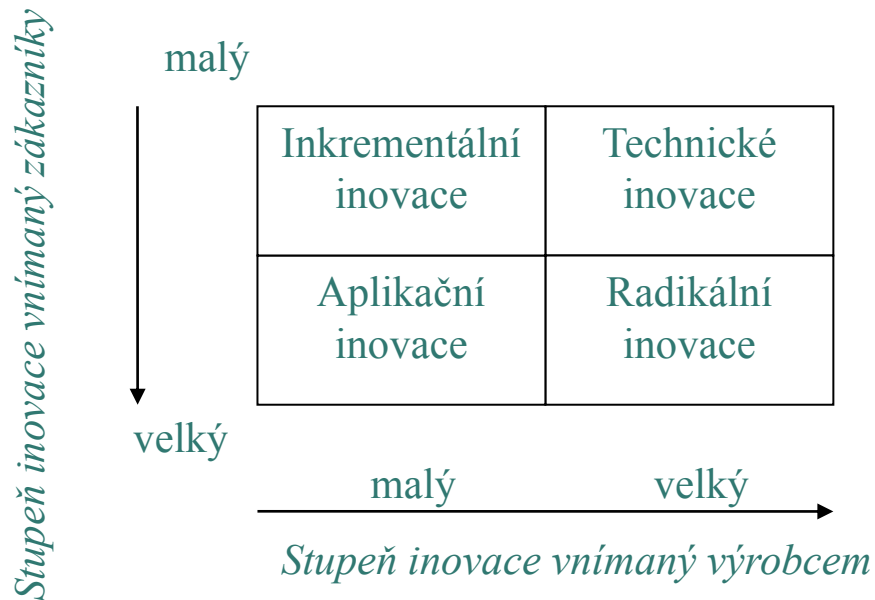 Stupeň inovace vnímaný zákazníky
malý
Inkrementální
inovace
Technické
inovace
Aplikační
inovace
Radikální
inovace
velký
malý
velký
Stupeň inovace vnímaný výrobcem